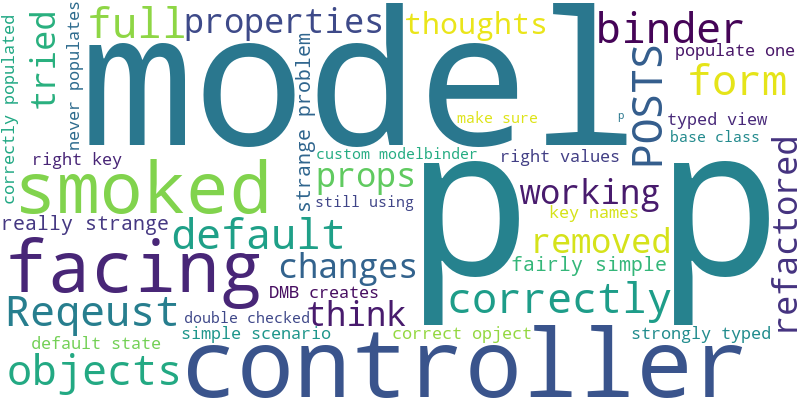 full
properties
thoughts
binder
model
tried
never populates
correctly populated
strange problem
make sure
p
POSTS
populate one
form
typed view
base class
right key
custom modelbinder
right values
smoked
props
p p
working
still using
key names
refactored
really strange
default
removed
facing
changes
fairly simple
DMB creates
correctly
Reqeust
double checked
think
simple scenario
correct opject
strongly typed
default state
controller
objects